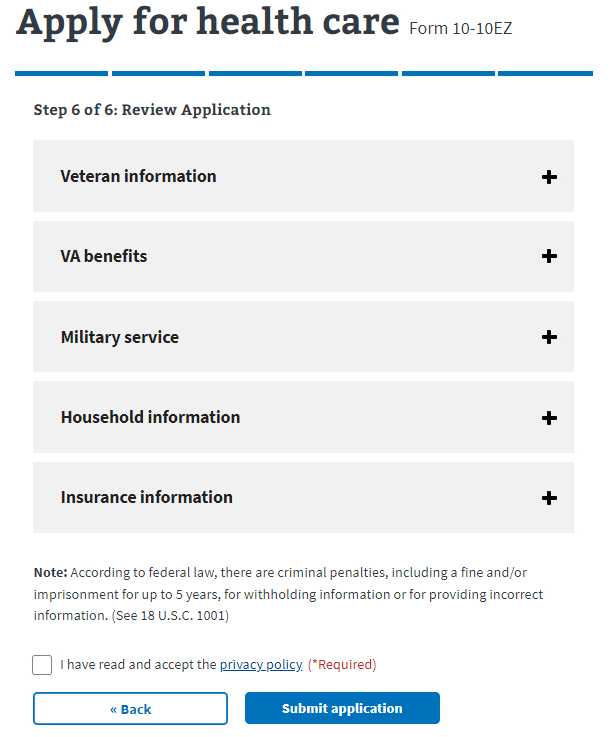 Apply for health care Form 10-10EZ
Step 6 of 6: Review Application
Veteran information
VA benefits
Military service
Household information
Insurance information
Note: According to federal law, there are criminal penalties, including a fine and/or
imprisonment for up to 5 years, for withholding information or for providing incorrect
information. (See 18 U.S.C. 1001)
I have read and accept the privacy policy (*Required)
« Back
Submit application